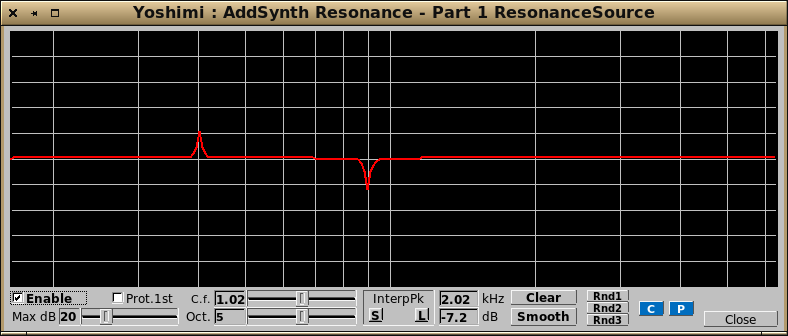 Yoshimi : AddSynth Resonance - Part 1 ResonanceSource
Enable Prot.1st C.f. 1.02 InterpPk 2.02 kHz Clear Rnd1
Max dB 20 Oct. 5 S L -7.2 dB Smooth Rnd2 Rnd3 C P Close